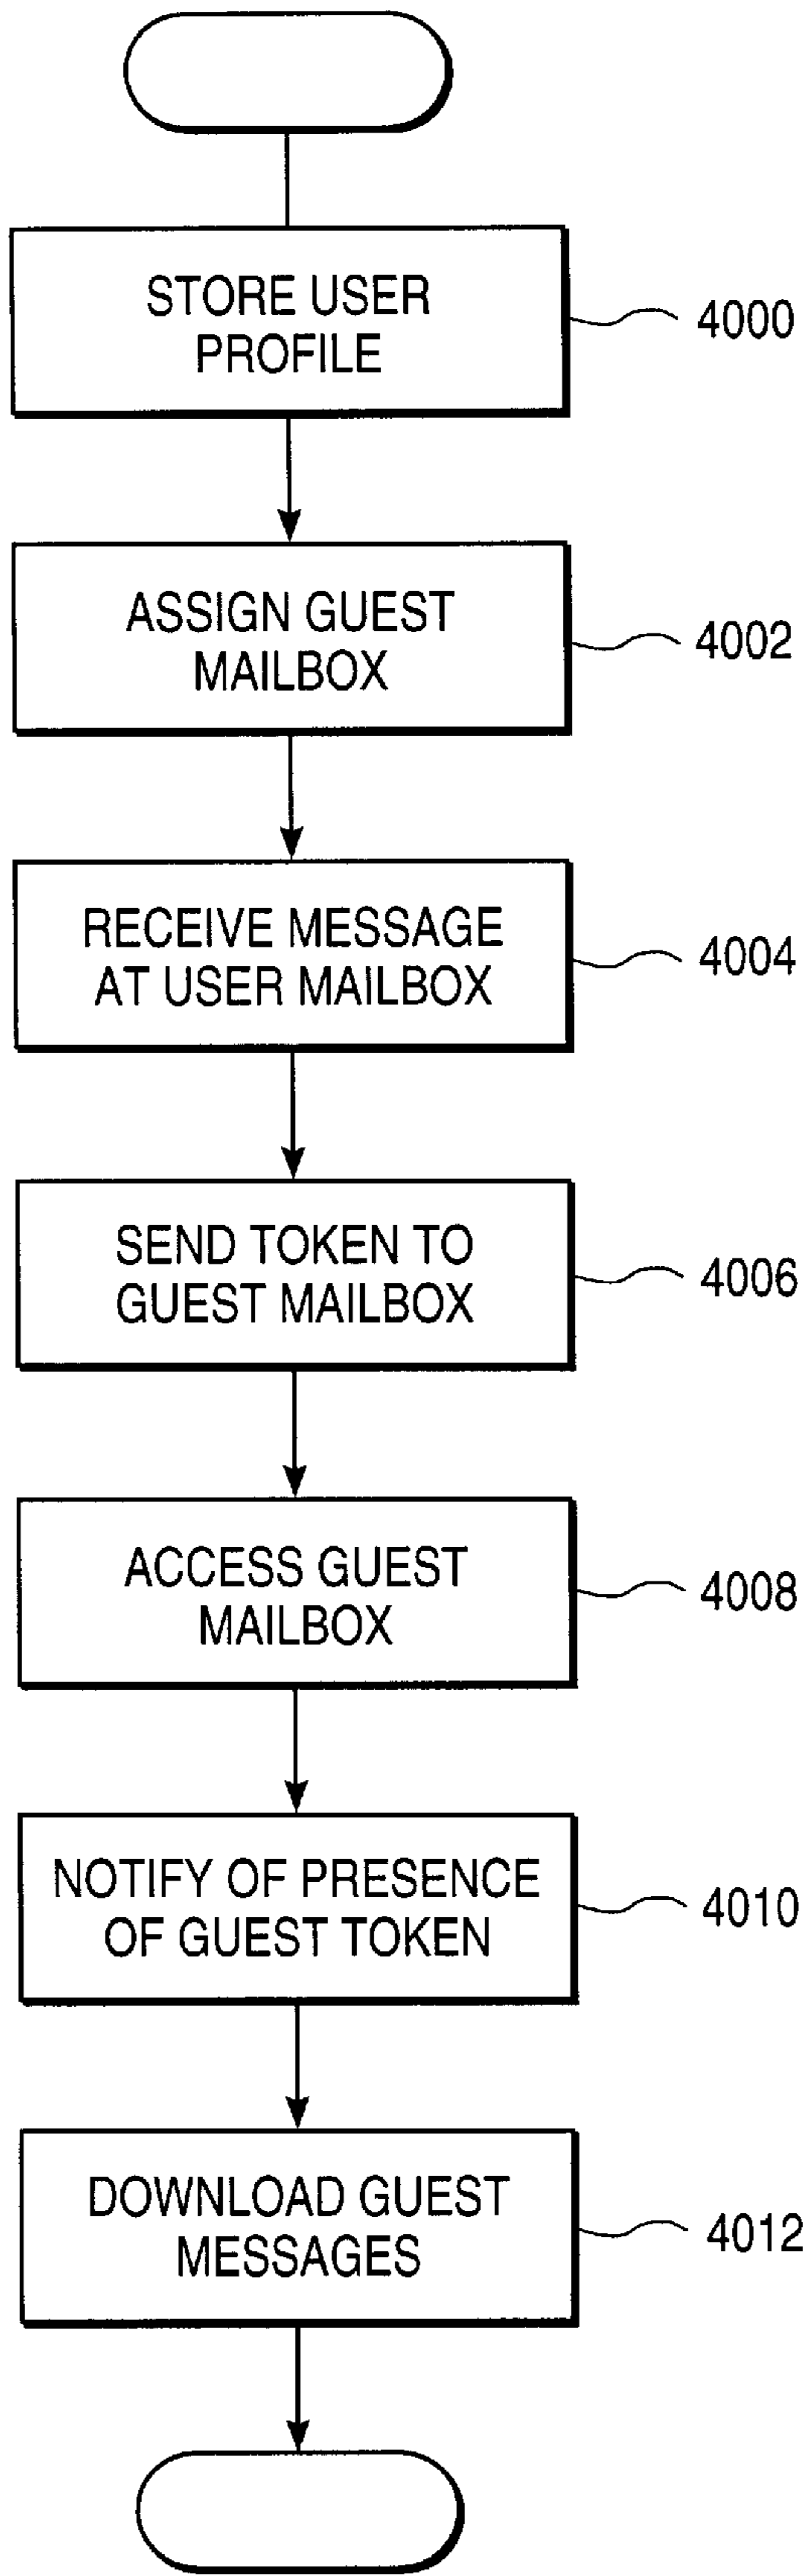 STORE USER
PROFILE
4000
ASSIGN GUEST
MAILBOX
4002
RECEIVE MESSAGE
AT USER MAILBOX
4004
SEND TOKEN TO
GUEST MAILBOX
4006
ACCESS GUEST
MAILBOX
4008
NOTIFY OF PRESENCE
OF GUEST TOKEN
4010
DOWNLOAD GUEST
MESSAGES
4012